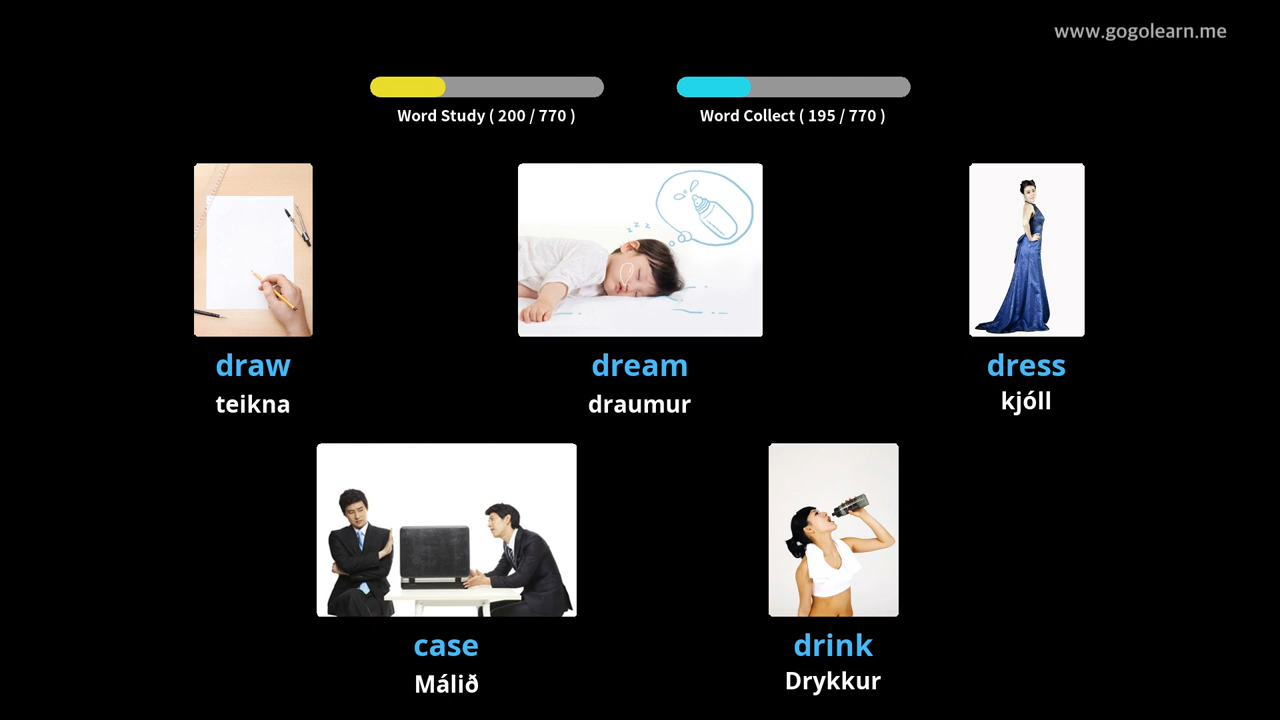 www.gogolearn.me
Word Study ( 200 / 770 )
Word Collect ( 195 / 770 )
draw
teikna
dream
draumur
dress
kjóll
case
Málið
drink
Drykkur